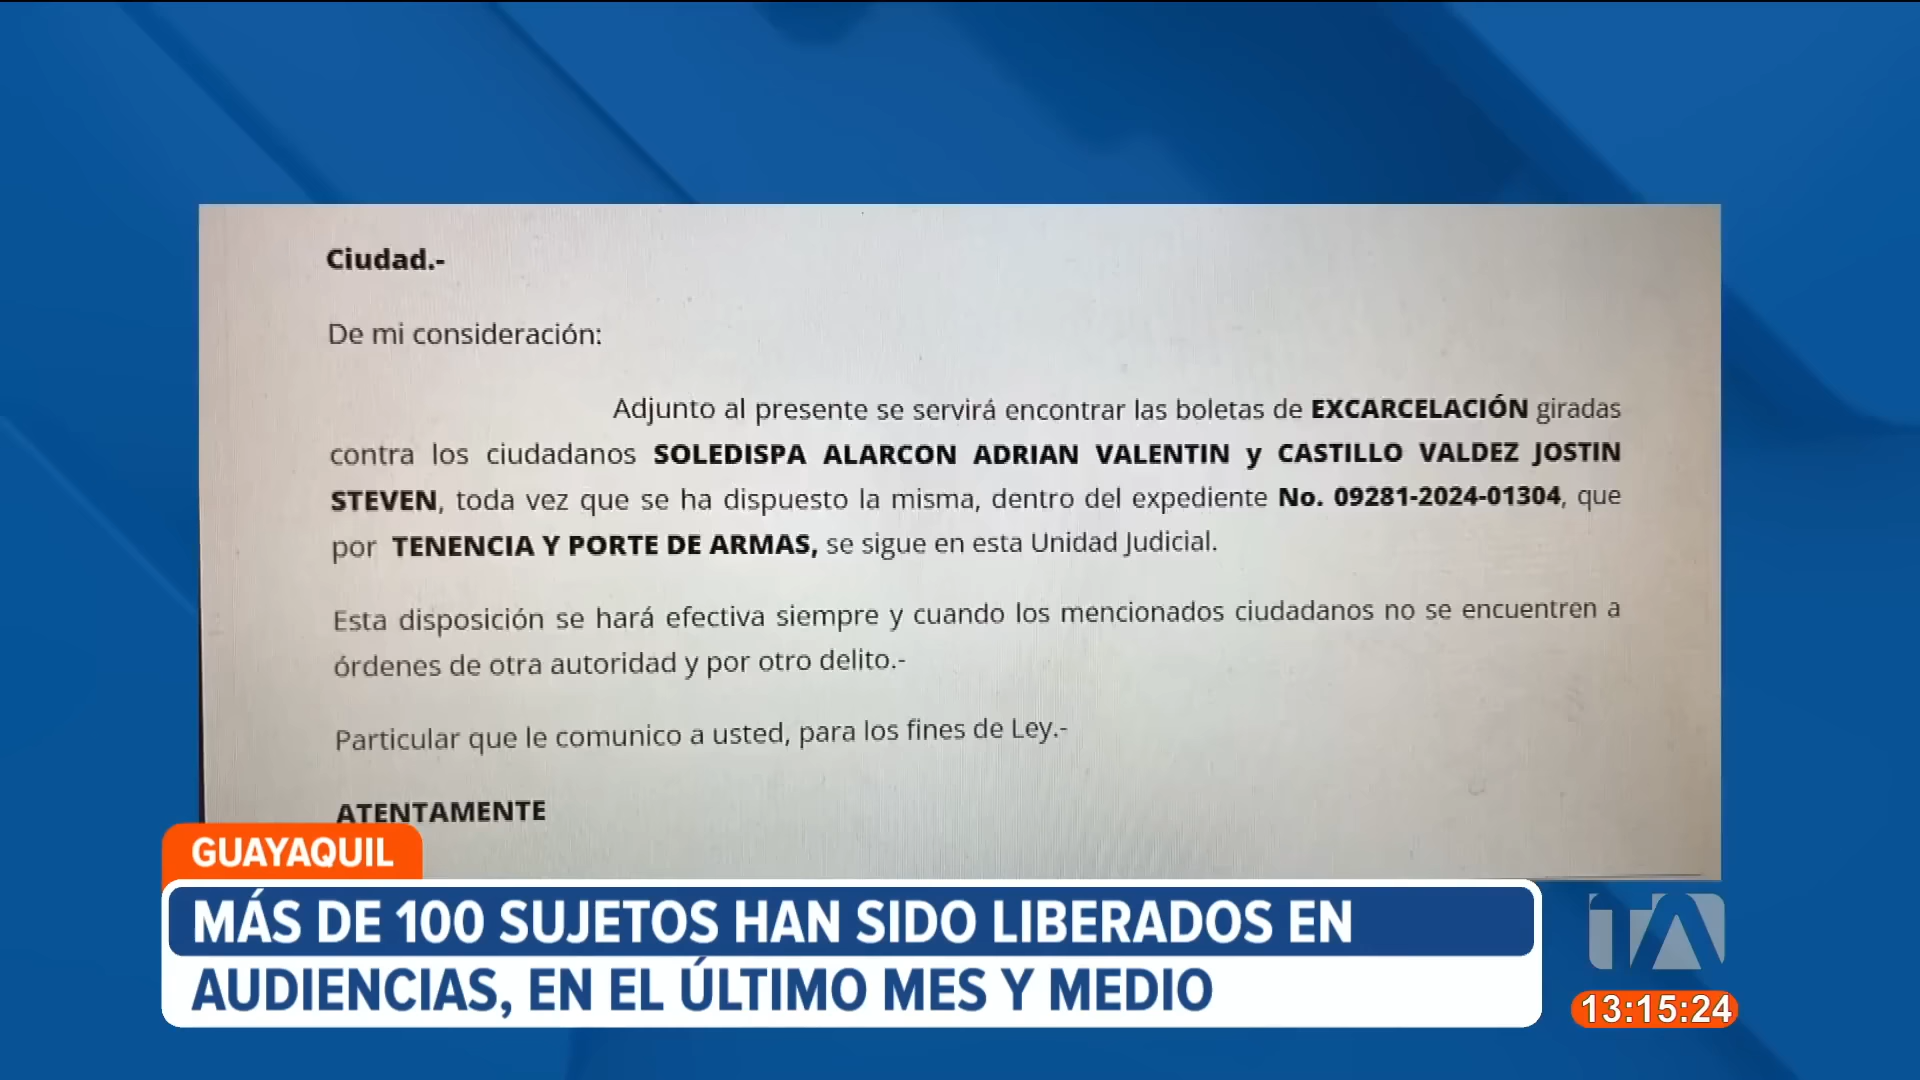 Ciudad.-
De mi consideración:
Adjunto al presente se servirá encontrar las boletas de EXCARCELACIÓN giradas
contra los ciudadanos SOLEDISPA ALARCON ADRIAN VALENTIN y CASTILLO VALDEZ JOSTIN
STEVEN, toda vez que se ha dispuesto la misma, dentro del expediente No. 09281-2024-01304, que
por TENENCIA Y PORTE DE ARMAS, se sigue en esta Unidad Judicial.
Esta disposición se hará efectiva siempre y cuando los mencionados ciudadanos no se encuentren a
órdenes de otra autoridad y por otro delito.-
Particular que le comunico a usted, para los fines de Ley.-
ATENTAMENTE
GUAYAQUIL
MÁS DE 100 SUJETOS HAN SIDO LIBERADOS EN
AUDIENCIAS, EN EL ÚLTIMO MES Y MEDIO
TA
13:15:24